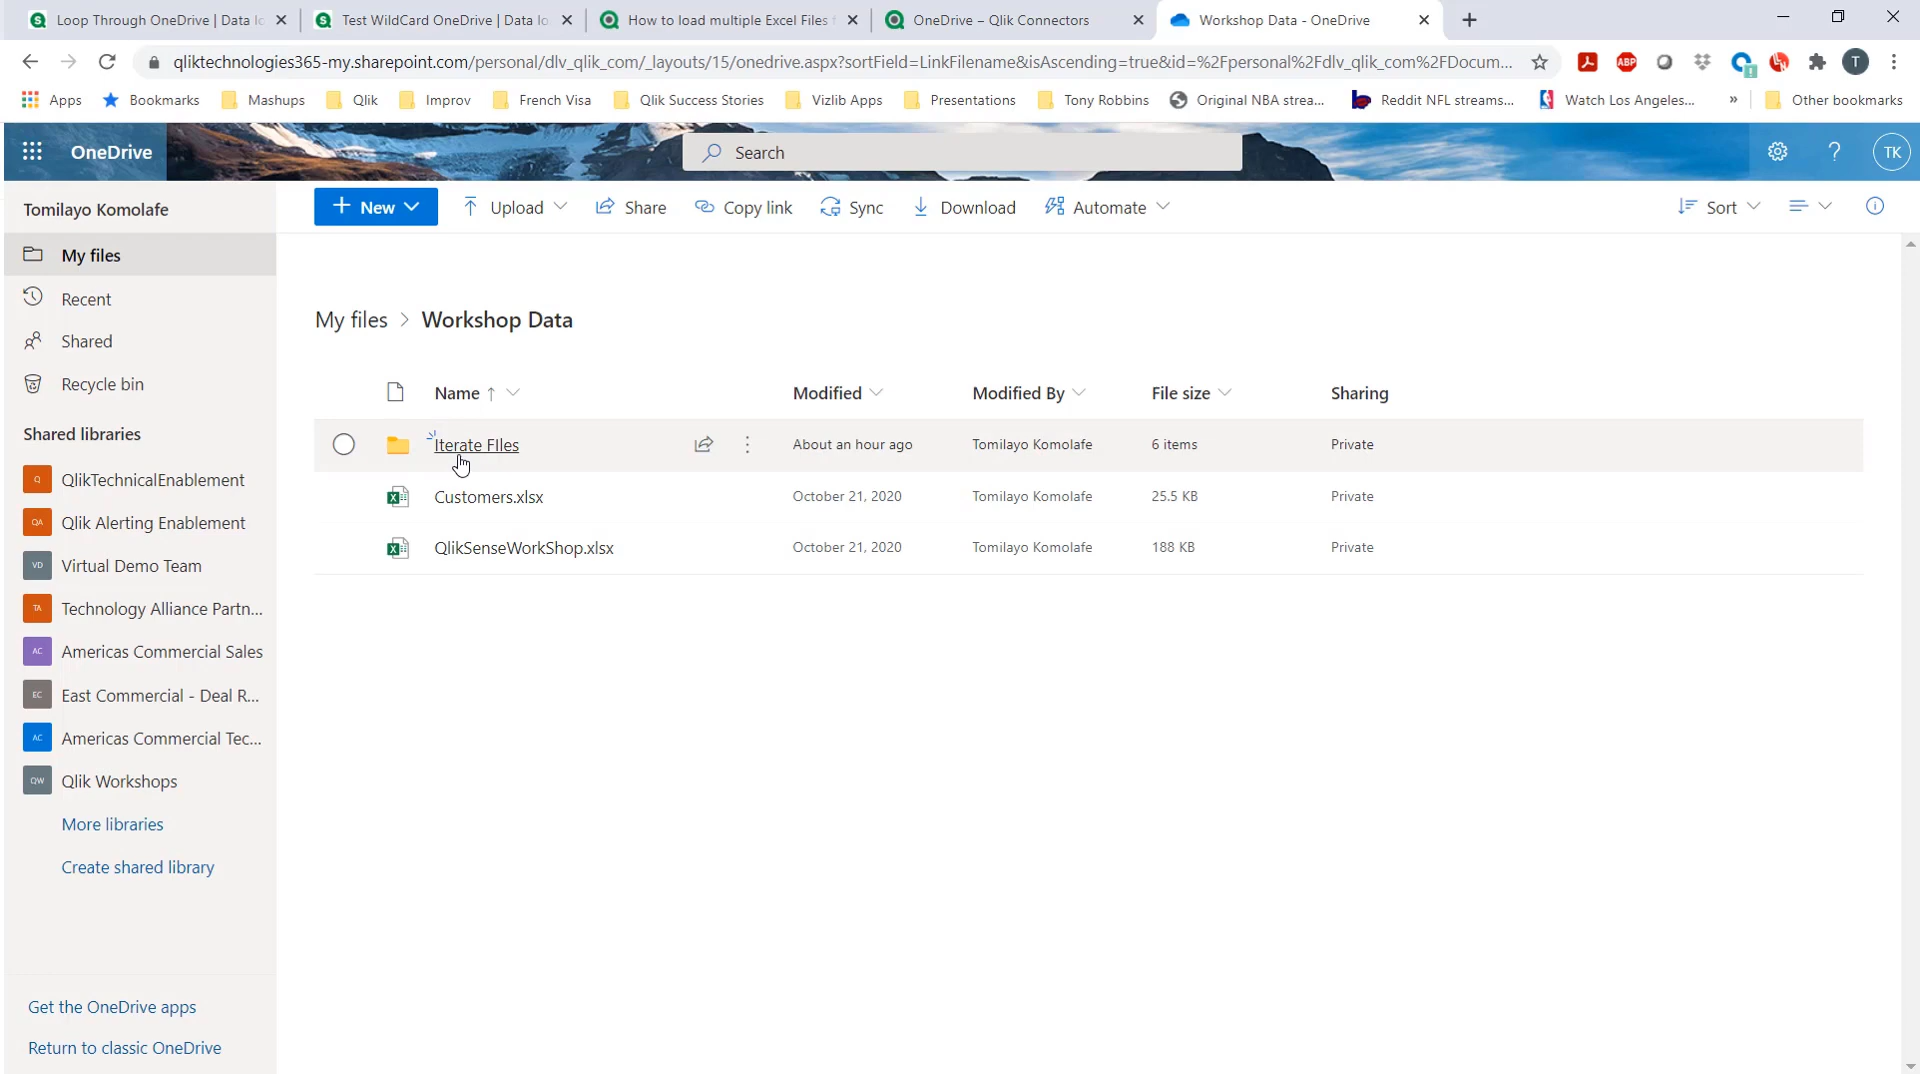 Loop Through OneDrive | Data lo
Test WildCard OneDrive | Data lo
How to load multiple Excel Files f
OneDrive – Qlik Connectors
Workshop Data - OneDrive
qliktechnologies365-my.sharepoint.com/personal/dlv_qlik_com/_layouts/15/onedrive.aspx?sortField=LinkFilename&isAscending=true&id=%2Fpersonal%2Fdlv_qlik_com%2FDocum...
ABP
T
Apps
Bookmarks
Mashups
Qlik
Improv
French Visa
Qlik Success Stories
Vizlib Apps
Presentations
Tony Robbins
Original NBA strea...
Reddit NFL streams...
Watch Los Angeles...
»
Other bookmarks
OneDrive
Search
?
TK
Tomilayo Komolafe
New
Upload
Share
Copy link
Sync
Download
Automate
Sort
My files
Recent
Shared
Recycle bin
Shared libraries
Q QlikTechnicalEnablement
QA Qlik Alerting Enablement
VD Virtual Demo Team
TA Technology Alliance Partn...
AC Americas Commercial Sales
EC East Commercial - Deal R...
AC Americas Commercial Tec...
QW Qlik Workshops
More libraries
Create shared library
Get the OneDrive apps
Return to classic OneDrive
My files > Workshop Data
Name ↑ Modified Modified By File size Sharing
Iterate FIles About an hour ago Tomilayo Komolafe 6 items Private
Customers.xlsx October 21, 2020 Tomilayo Komolafe 25.5 KB Private
QlikSenseWorkShop.xlsx October 21, 2020 Tomilayo Komolafe 188 KB Private